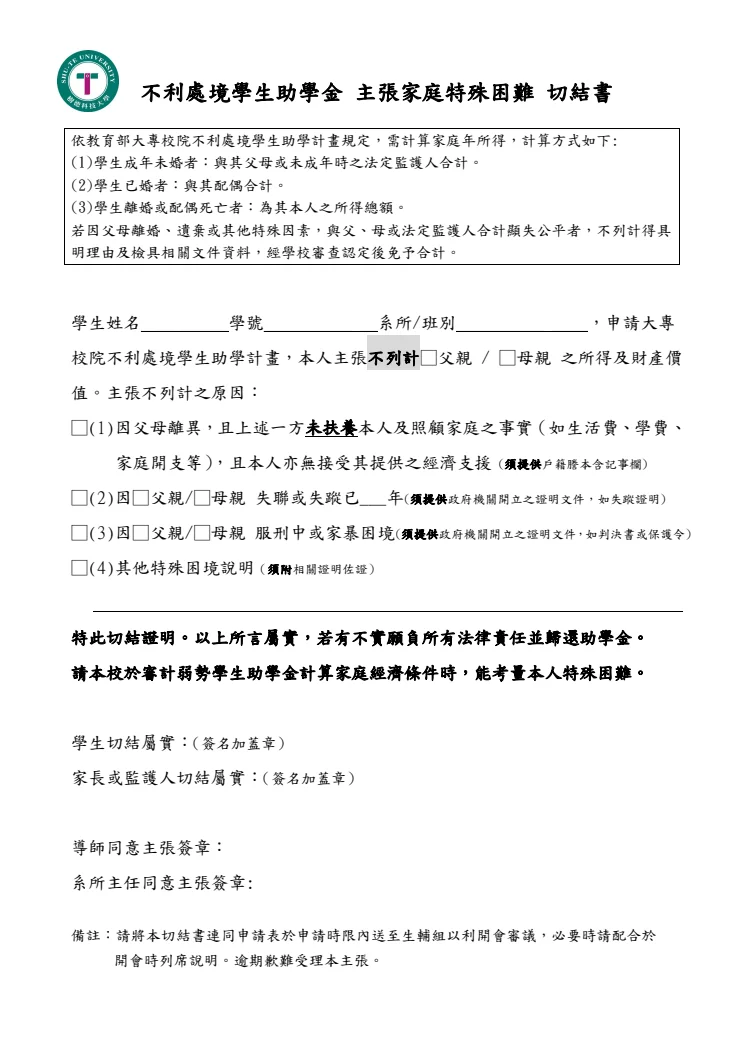 SHU-TE UNIVERSITY
樹德科技大學
不利處境學生助學金 主張家庭特殊困難 切結書
依教育部大專校院不利處境學生助學計畫規定，需計算家庭年所得，計算方式如下:
(1)學生成年未婚者：與其父母或未成年時之法定監護人合計。
(2)學生已婚者：與其配偶合計。
(3)學生離婚或配偶死亡者：為其本人之所得總額。
若因父母離婚、遺棄或其他特殊因素，與父、母或法定監護人合計顯失公平者，不列計得具
明理由及檢具相關文件資料，經學校審查認定後免予合計。
學生姓名__________學號_____________系所/班別_______________，申請大專
校院不利處境學生助學計畫，本人主張不列計□父親 / □母親 之所得及財產價
值。主張不列計之原因：
□(1)因父母離異，且上述一方未扶養本人及照顧家庭之事實（如生活費、學費、
家庭開支等），且本人亦無接受其提供之經濟支援（須提供戶籍謄本含記事欄）
□(2)因□父親/□母親 失聯或失蹤已___年(須提供政府機關開立之證明文件，如失蹤證明）
□(3)因□父親/□母親 服刑中或家暴困境(須提供政府機關開立之證明文件，如判決書或保護令）
□(4)其他特殊困境說明（須附相關證明佐證）
特此切結證明。以上所言屬實，若有不實願負所有法律責任並歸還助學金。
請本校於審計弱勢學生助學金計算家庭經濟條件時，能考量本人特殊困難。
學生切結屬實：(簽名加蓋章）
家長或監護人切結屬實：(簽名加蓋章）
導師同意主張簽章：
系所主任同意主張簽章:
備註：請將本切結書連同申請表於申請時限內送至生輔組以利開會審議，必要時請配合於
開會時列席說明。逾期歉難受理本主張。